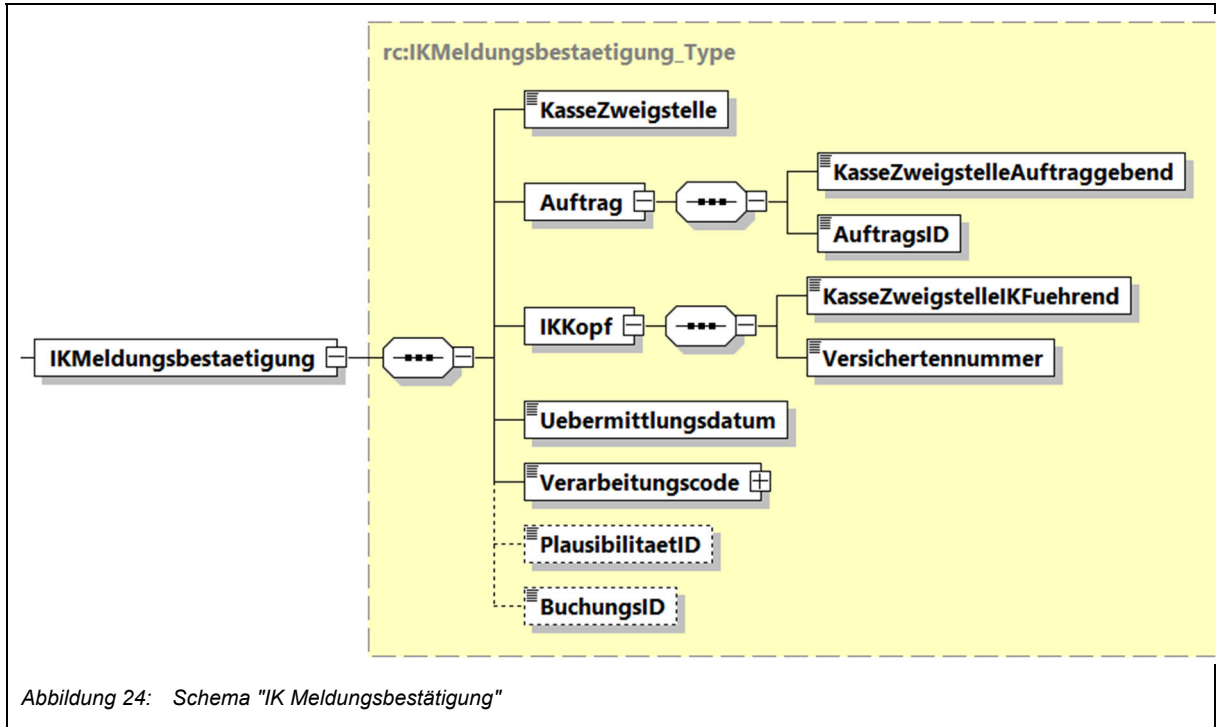 rc:IKMeldungsbestaetigung_Type
KasseZweigstelle
Auftrag
KasseZweigstelleAuftraggebend
AuftragsID
IKMeldungsbestaetigung
IKKopf
KasseZweigstelleIKFuehrend
Versichertennummer
Uebermittlungsdatum
Verarbeitungscode
PlausibilitaetID
BuchungsID
Abbildung 24: Schema "IK Meldungsbestätigung"